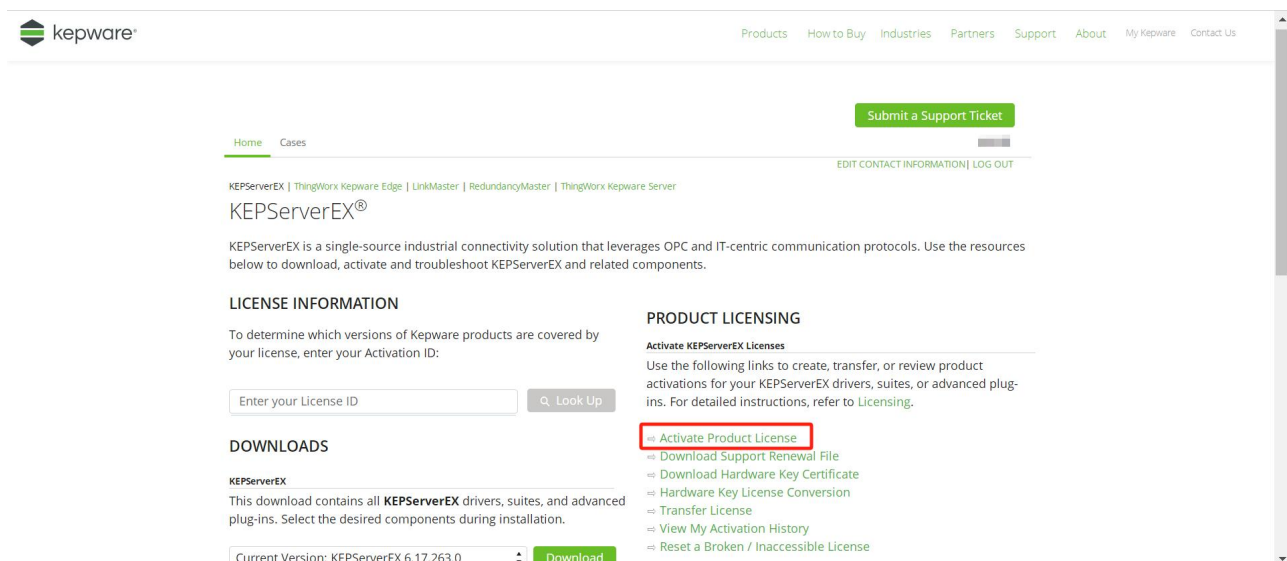 kepware®
Products How to Buy Industries Partners Support About My Kepware Contact Us
Submit a Support Ticket
Home Cases
EDIT CONTACT INFORMATION| LOG OUT
KEPServerEX | ThingWorx Kepware Edge | LinkMaster | RedundancyMaster | ThingWorx Kepware Server
KEPServerEX®
KEPServerEX is a single-source industrial connectivity solution that leverages OPC and IT-centric communication protocols. Use the resources
below to download, activate and troubleshoot KEPServerEX and related components.
LICENSE INFORMATION
To determine which versions of Kepware products are covered by
your license, enter your Activation ID:
Enter your License ID
Look Up
DOWNLOADS
KEPServerEX
This download contains all KEPServerEX drivers, suites, and advanced
plug-ins. Select the desired components during installation.
Current Version: KEPServerEX 6.17.263.0
Download
PRODUCT LICENSING
Activate KEPServerEX Licenses
Use the following links to create, transfer, or review product
activations for your KEPServerEX drivers, suites, or advanced plug-
ins. For detailed instructions, refer to Licensing.
⇨ Activate Product License
⇨ Download Support Renewal File
⇨ Download Hardware Key Certificate
⇨ Hardware Key License Conversion
⇨ Transfer License
⇨ View My Activation History
⇨ Reset a Broken / Inaccessible License